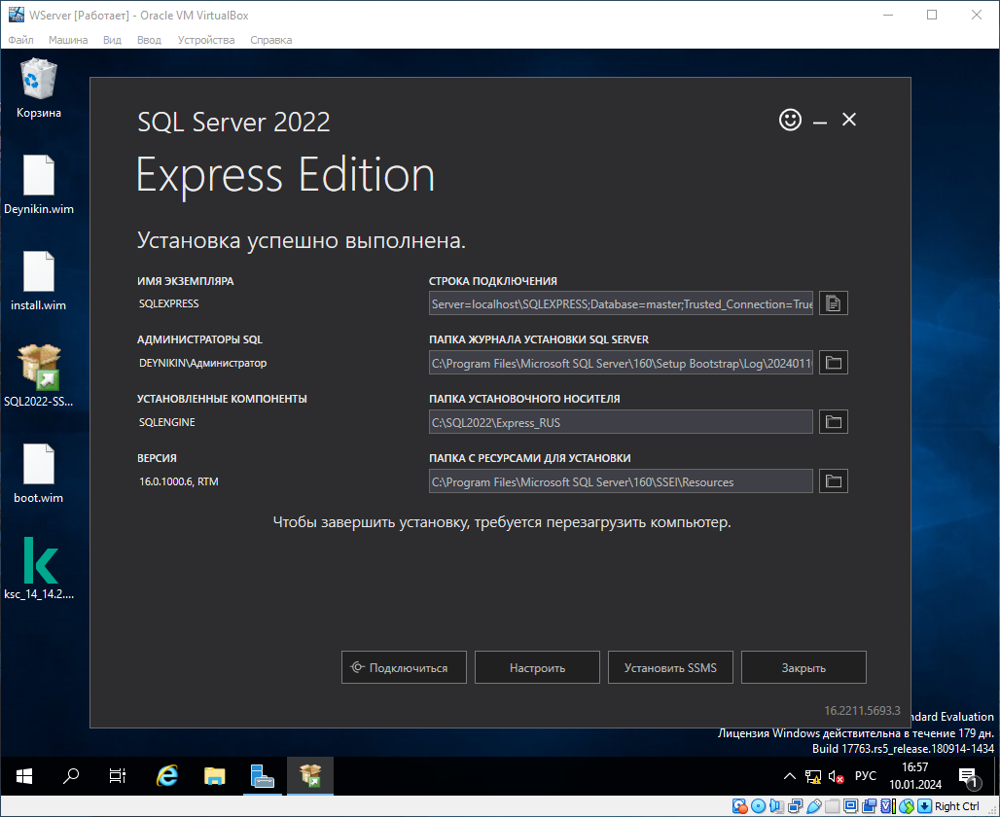 WServer [Работает] - Oracle VM VirtualBox
Файл Машина Вид Ввод Устройства Справка
Корзина
Deynikin.wim
install.wim
SQL2022-SS...
boot.wim
ksc_14_14.2....
SQL Server 2022
Express Edition
Установка успешно выполнена.
ИМЯ ЭКЗЕМПЛЯРА
SQLEXPRESS
СТРОКА ПОДКЛЮЧЕНИЯ
Server=localhost\SQLEXPRESS;Database=master;Trusted_Connection=True
АДМИНИСТРАТОРЫ SQL
DEYNIKIN\Администратор
ПАПКА ЖУРНАЛА УСТАНОВКИ SQL SERVER
C:\Program Files\Microsoft SQL Server\160\Setup Bootstrap\Log\2024011
УСТАНОВЛЕННЫЕ КОМПОНЕНТЫ
SQLENGINE
ПАПКА УСТАНОВОЧНОГО НОСИТЕЛЯ
C:\SQL2022\Express_RUS
ВЕРСИЯ
16.0.1000.6, RTM
ПАПКА С РЕСУРСАМИ ДЛЯ УСТАНОВКИ
C:\Program Files\Microsoft SQL Server\160\SSEI\Resources
Чтобы завершить установку, требуется перезагрузить компьютер.
Подключиться
Настроить
Установить SSMS
Закрыть
16.2211.5693.3
ndard Evaluation
Лицензия Windows действительна в течение 179 дн.
Build 17763.rs5_release.180914-1434
РУС
16:57
10.01.2024
1
Right Ctrl